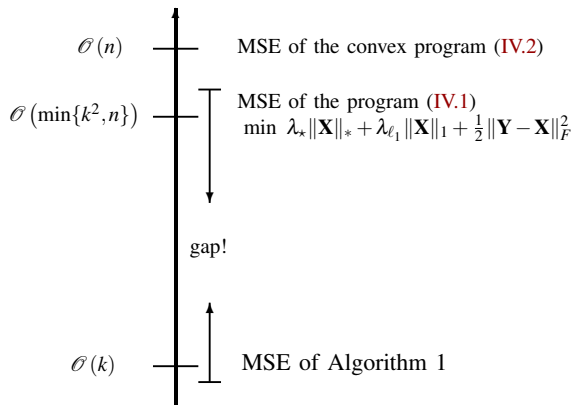 𝒪(n) MSE of the convex program (IV.2)
MSE of the program (IV.1)
𝒪(min{k²,n}) min λ⋆‖X‖∗ + λℓ₁‖X‖₁ + ½‖Y − X‖²_F
gap!
𝒪(k) MSE of Algorithm 1